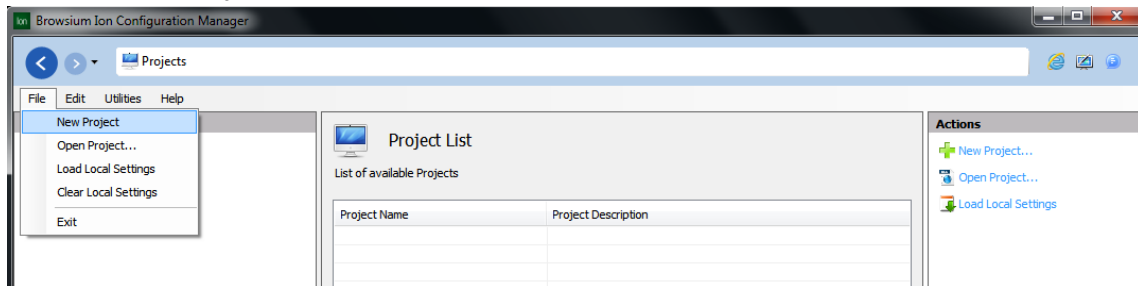 Ion Browsium Ion Configuration Manager
Projects
File Edit Utilities Help
New Project
Open Project...
Load Local Settings
Clear Local Settings
Exit
Project List
List of available Projects
Project Name Project Description
Actions
New Project...
Open Project...
Load Local Settings